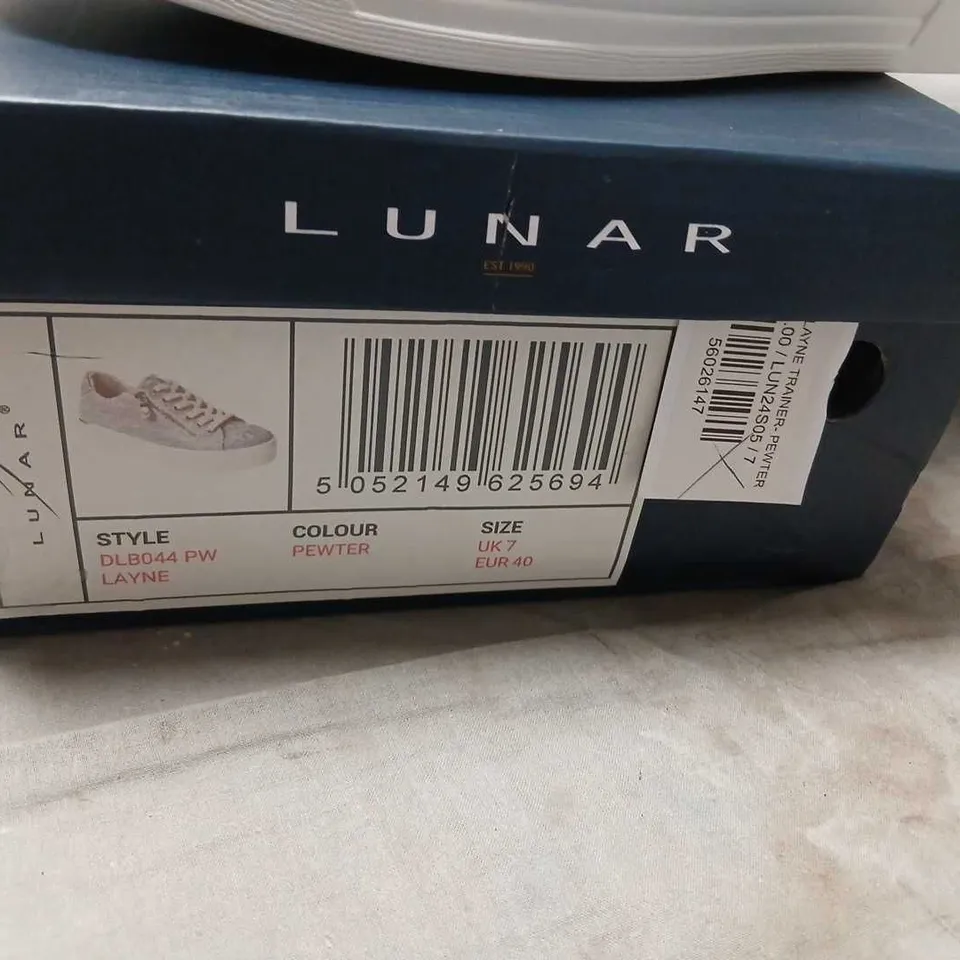 LUNAR
EST 1990
LUNAR®
5 052149 625694
STYLE
DLB044 PW
LAYNE
COLOUR
PEWTER
SIZE
UK 7
EUR 40
LAYNE TRAINER- PEWTER
.00 / LUN24S05 / 7
56026147